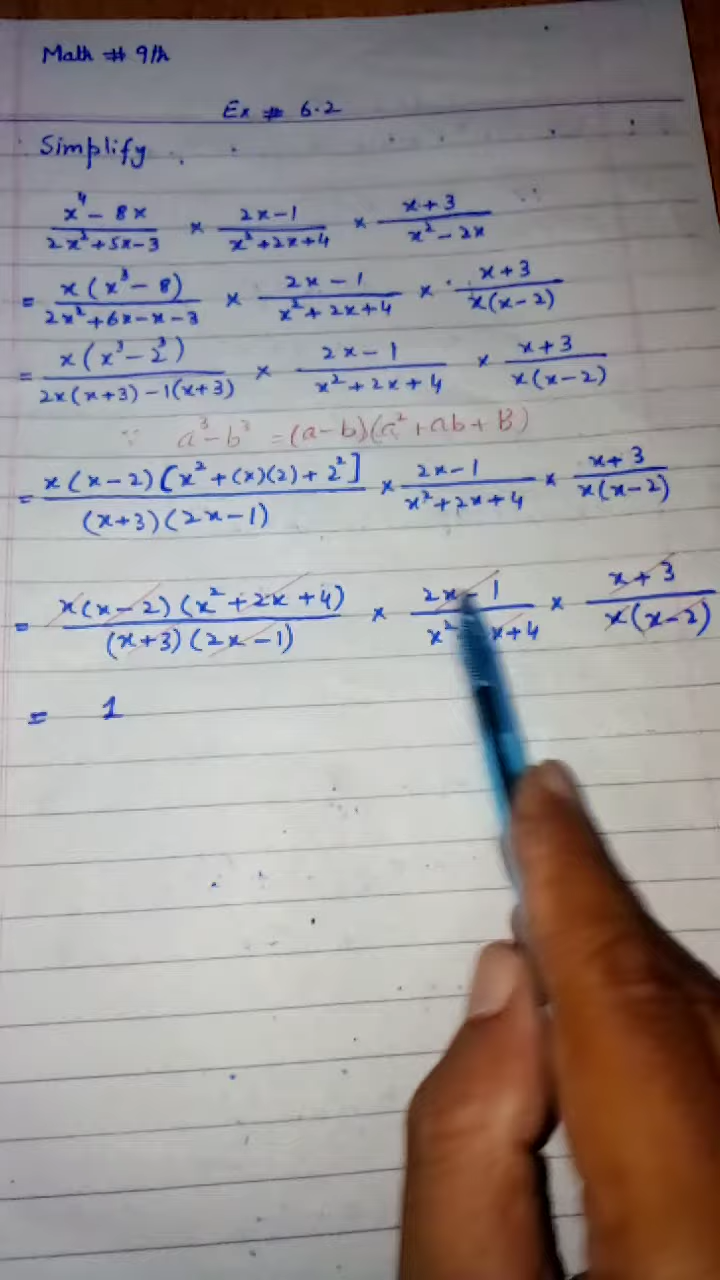 Math # 9th
Ex # 6.2
Simplify
x⁴ - 8x / 2x² + 5x - 3 × 2x - 1 / x² + 2x + 4 × x + 3 / x² - 2x
= x(x³ - 8) / 2x² + 6x - x - 3 × 2x - 1 / x² + 2x + 4 × x + 3 / x(x - 2)
= x(x³ - 2³) / 2x(x + 3) - 1(x + 3) × 2x - 1 / x² + 2x + 4 × x + 3 / x(x - 2)
∵ a³ - b³ = (a - b)(a² + ab + B)
= x(x - 2)[x² + (x)(2) + 2²] / (x + 3)(2x - 1) × 2x - 1 / x² + 2x + 4 × x + 3 / x(x - 2)
= x(x - 2)(x² + 2x + 4) / (x + 3)(2x - 1) × 2x - 1 / x² x + 4 × x + 3 / x(x - 2)
= 1